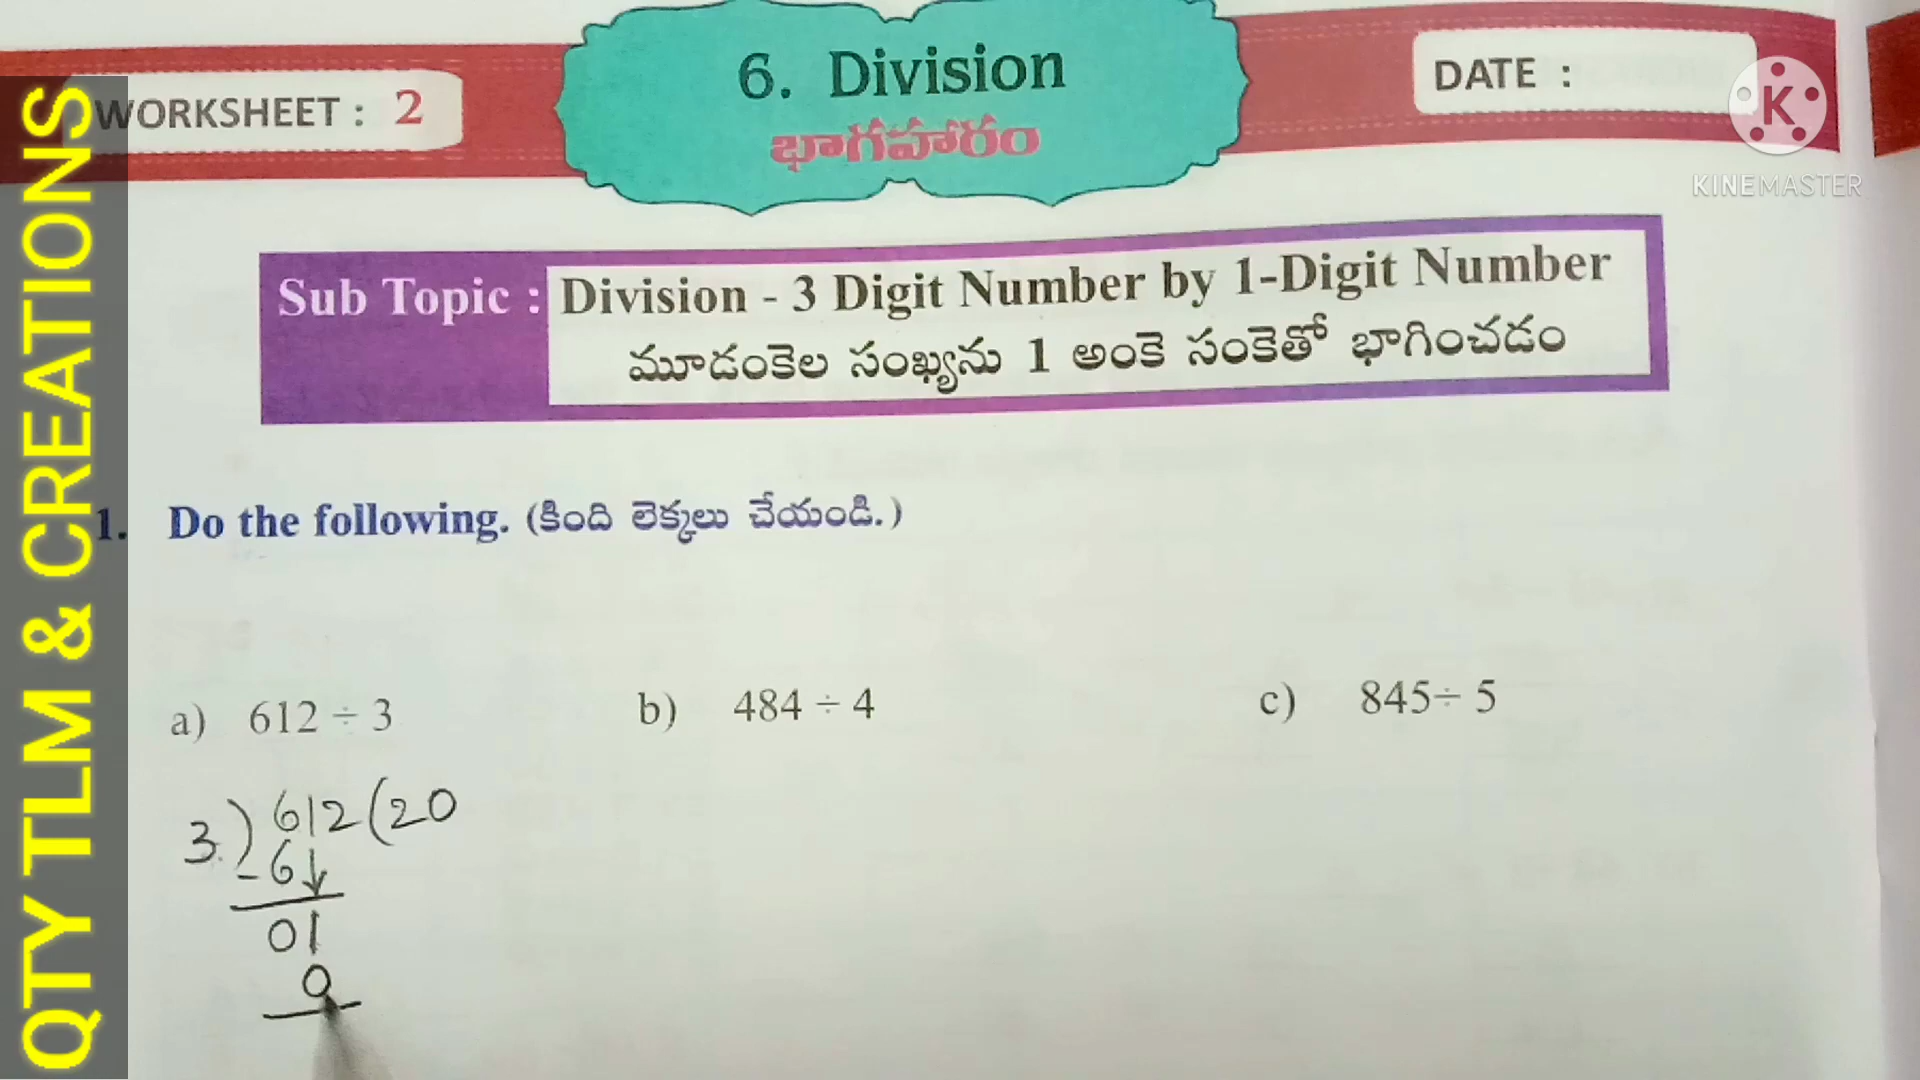 QTY TLM & CREATIONS
WORKSHEET : 2
6. Division
భాగహారం
DATE :
K
KINEMASTER
Sub Topic : Division - 3 Digit Number by 1-Digit Number
మూడంకెల సంఖ్యను 1 అంకె సంకెతో భాగించడం
1. Do the following. (కింది లెక్కలు చేయండి.)
a) 612 ÷ 3 b) 484 ÷ 4 c) 845÷ 5
3.) 612 (20
- 6↓
01
0